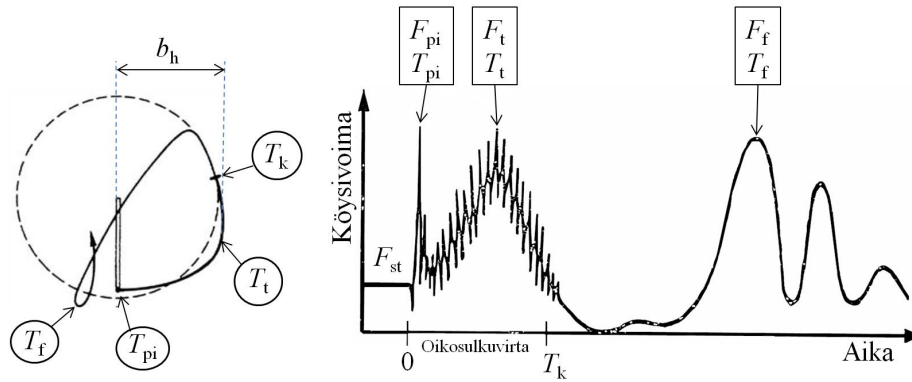 b_h
T_k
T_t
T_f
T_pi
F_pi
T_pi
F_t
T_t
F_f
T_f
Köysivoima
F_st
0
Oikosulkuvirta
T_k
Aika